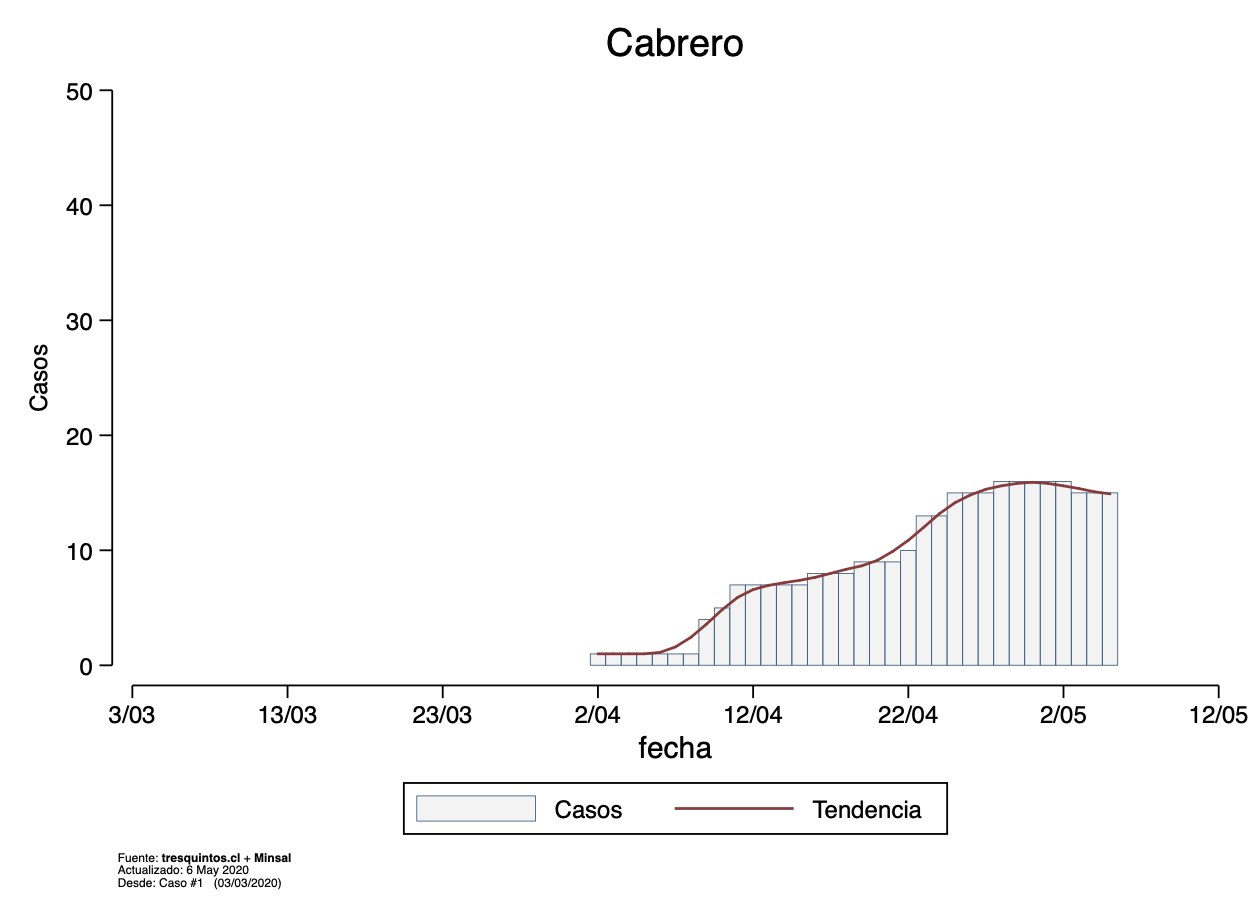 Cabrero
50
40
30
20
10
0
Casos
3/03 13/03 23/03 2/04 12/04 22/04 2/05 12/05
fecha
Casos Tendencia
Fuente: tresquintos.cl + Minsal
Actualizado: 6 May 2020
Desde: Caso #1 (03/03/2020)